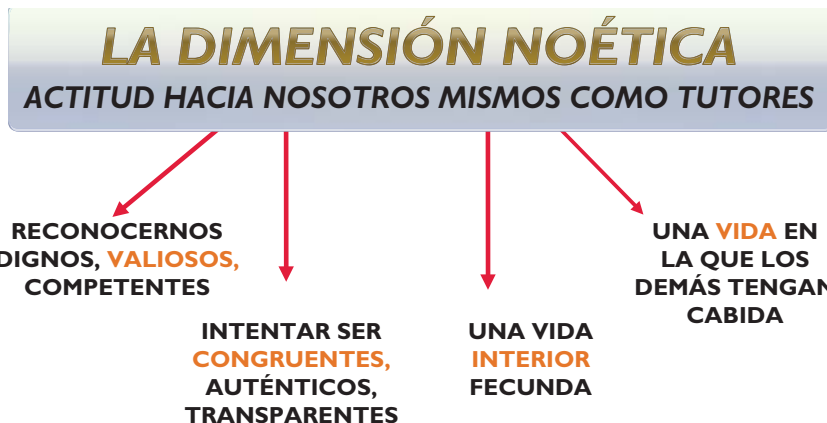 LA DIMENSIÓN NOÉTICA
ACTITUD HACIA NOSOTROS MISMOS COMO TUTORES
RECONOCERNOS
DIGNOS, VALIOSOS,
COMPETENTES
INTENTAR SER
CONGRUENTES,
AUTÉNTICOS,
TRANSPARENTES
UNA VIDA
INTERIOR
FECUNDA
UNA VIDA EN
LA QUE LOS
DEMÁS TENGAN
CABIDA